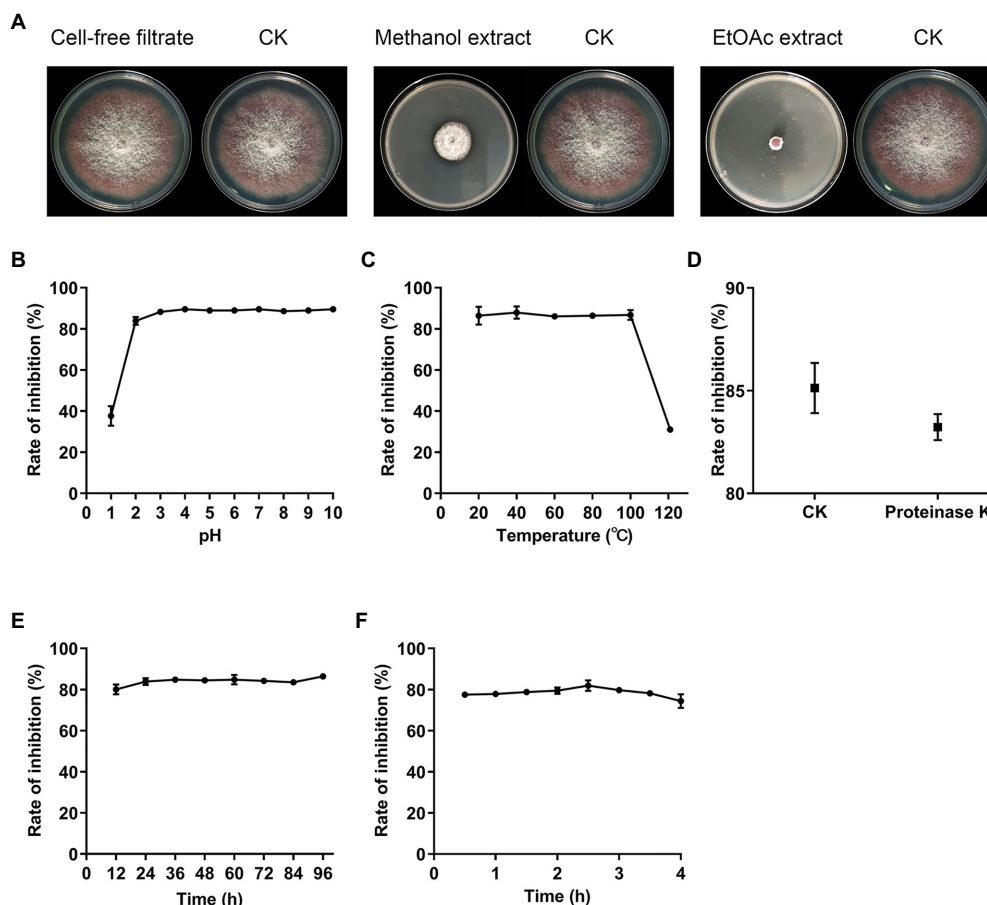 A
Cell-free filtrate CK Methanol extract CK EtOAc extract CK
B
Rate of inhibition (%)
100
80
60
40
20
0
0 1 2 3 4 5 6 7 8 9 10
pH
C
Rate of inhibition (%)
100
80
60
40
20
0
0 20 40 60 80 100 120
Temperature (°C)
D
Rate of inhibition (%)
90
85
80
CK Proteinase K
E
Rate of inhibition (%)
100
80
60
40
20
0
0 12 24 36 48 60 72 84 96
Time (h)
F
Rate of inhibition (%)
100
80
60
40
20
0
0 1 2 3 4
Time (h)